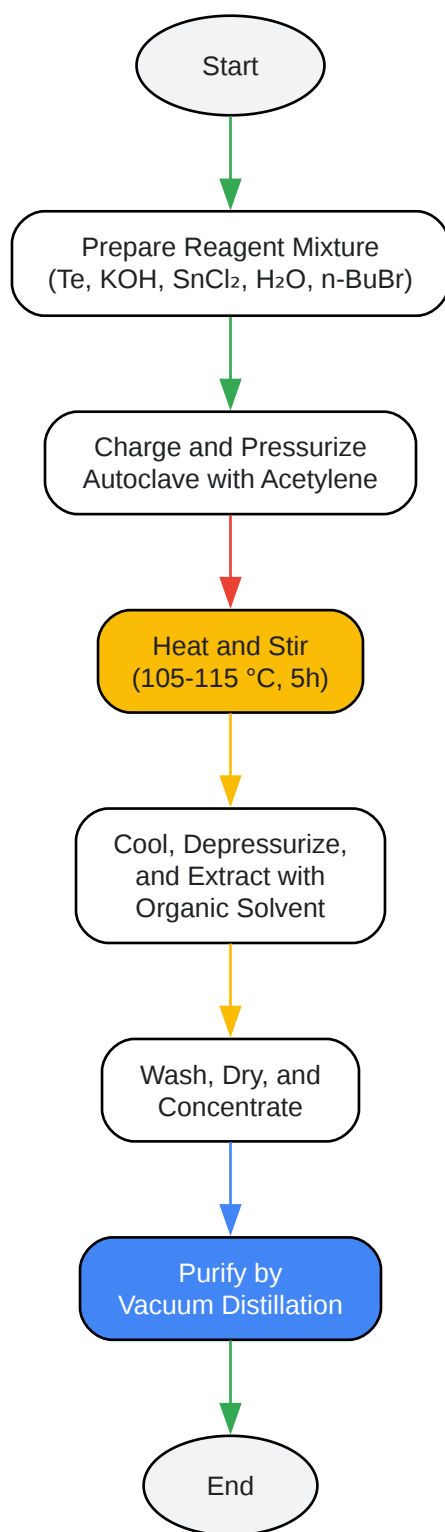 Start
Prepare Reagent Mixture
(Te, KOH, SnCl₂, H₂O, n-BuBr)
Charge and Pressurize
Autoclave with Acetylene
Heat and Stir
(105-115 °C, 5h)
Cool, Depressurize,
and Extract with
Organic Solvent
Wash, Dry, and
Concentrate
Purify by
Vacuum Distillation
End